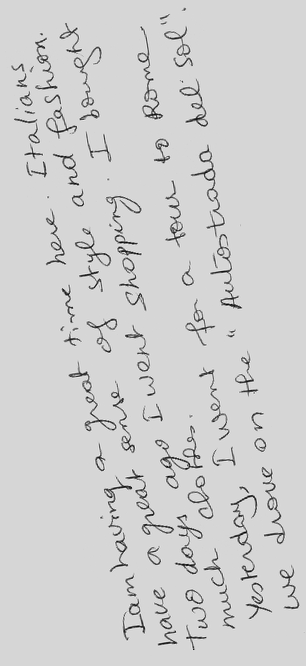 I am having a great time here. Italians
have a great sense of style and fashion.
Two days ago I went shopping. I bought
much clothes.
Yesterday, I went for a tour to Rome
we drove on the "Autostrada del Sol".